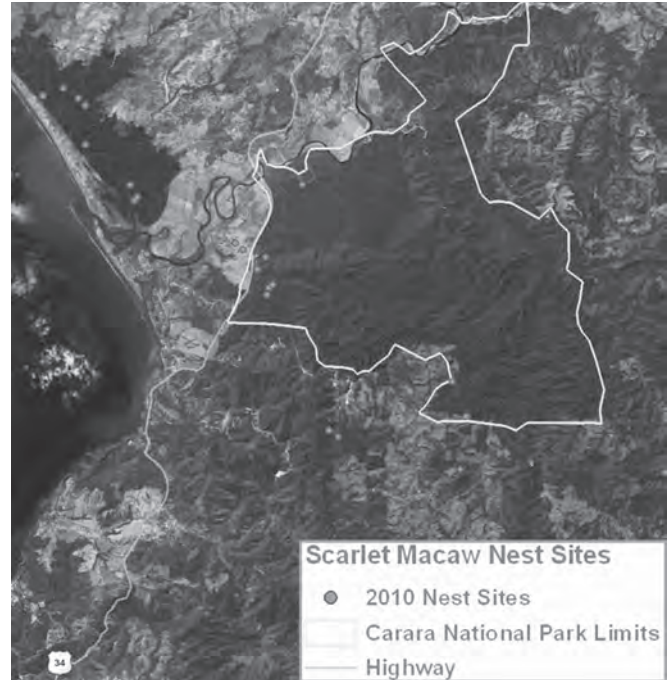 Scarlet Macaw Nest Sites
2010 Nest Sites
Carara National Park Limits
Highway
34